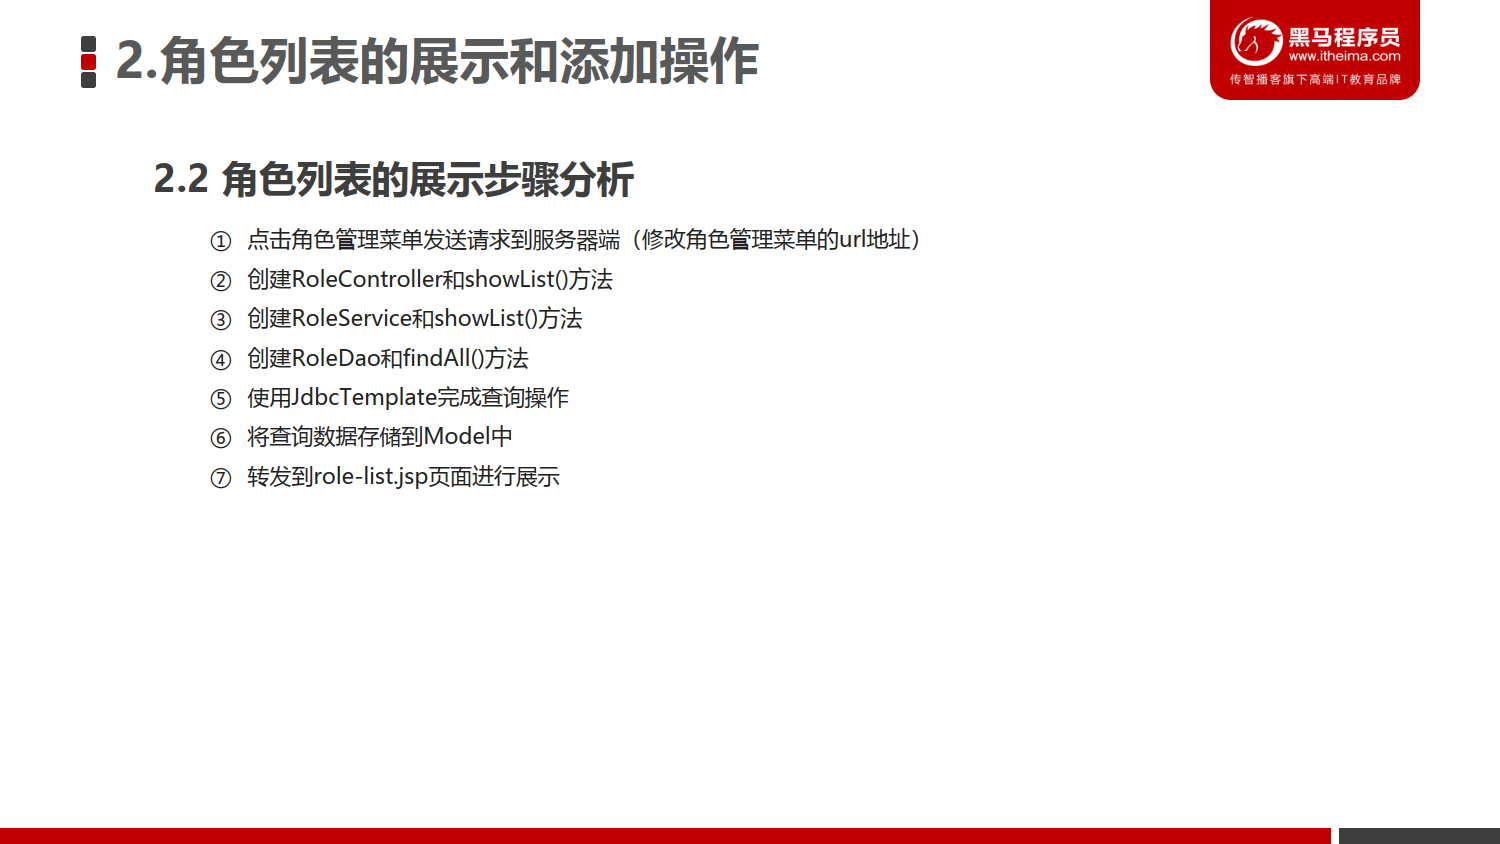 2.角色列表的展示和添加操作
黑马程序员
www.itheima.com
传智播客旗下高端IT教育品牌
2.2 角色列表的展示步骤分析
① 点击角色管理菜单发送请求到服务器端（修改角色管理菜单的url地址）
② 创建RoleController和showList()方法
③ 创建RoleService和showList()方法
④ 创建RoleDao和findAll()方法
⑤ 使用JdbcTemplate完成查询操作
⑥ 将查询数据存储到Model中
⑦ 转发到role-list.jsp页面进行展示